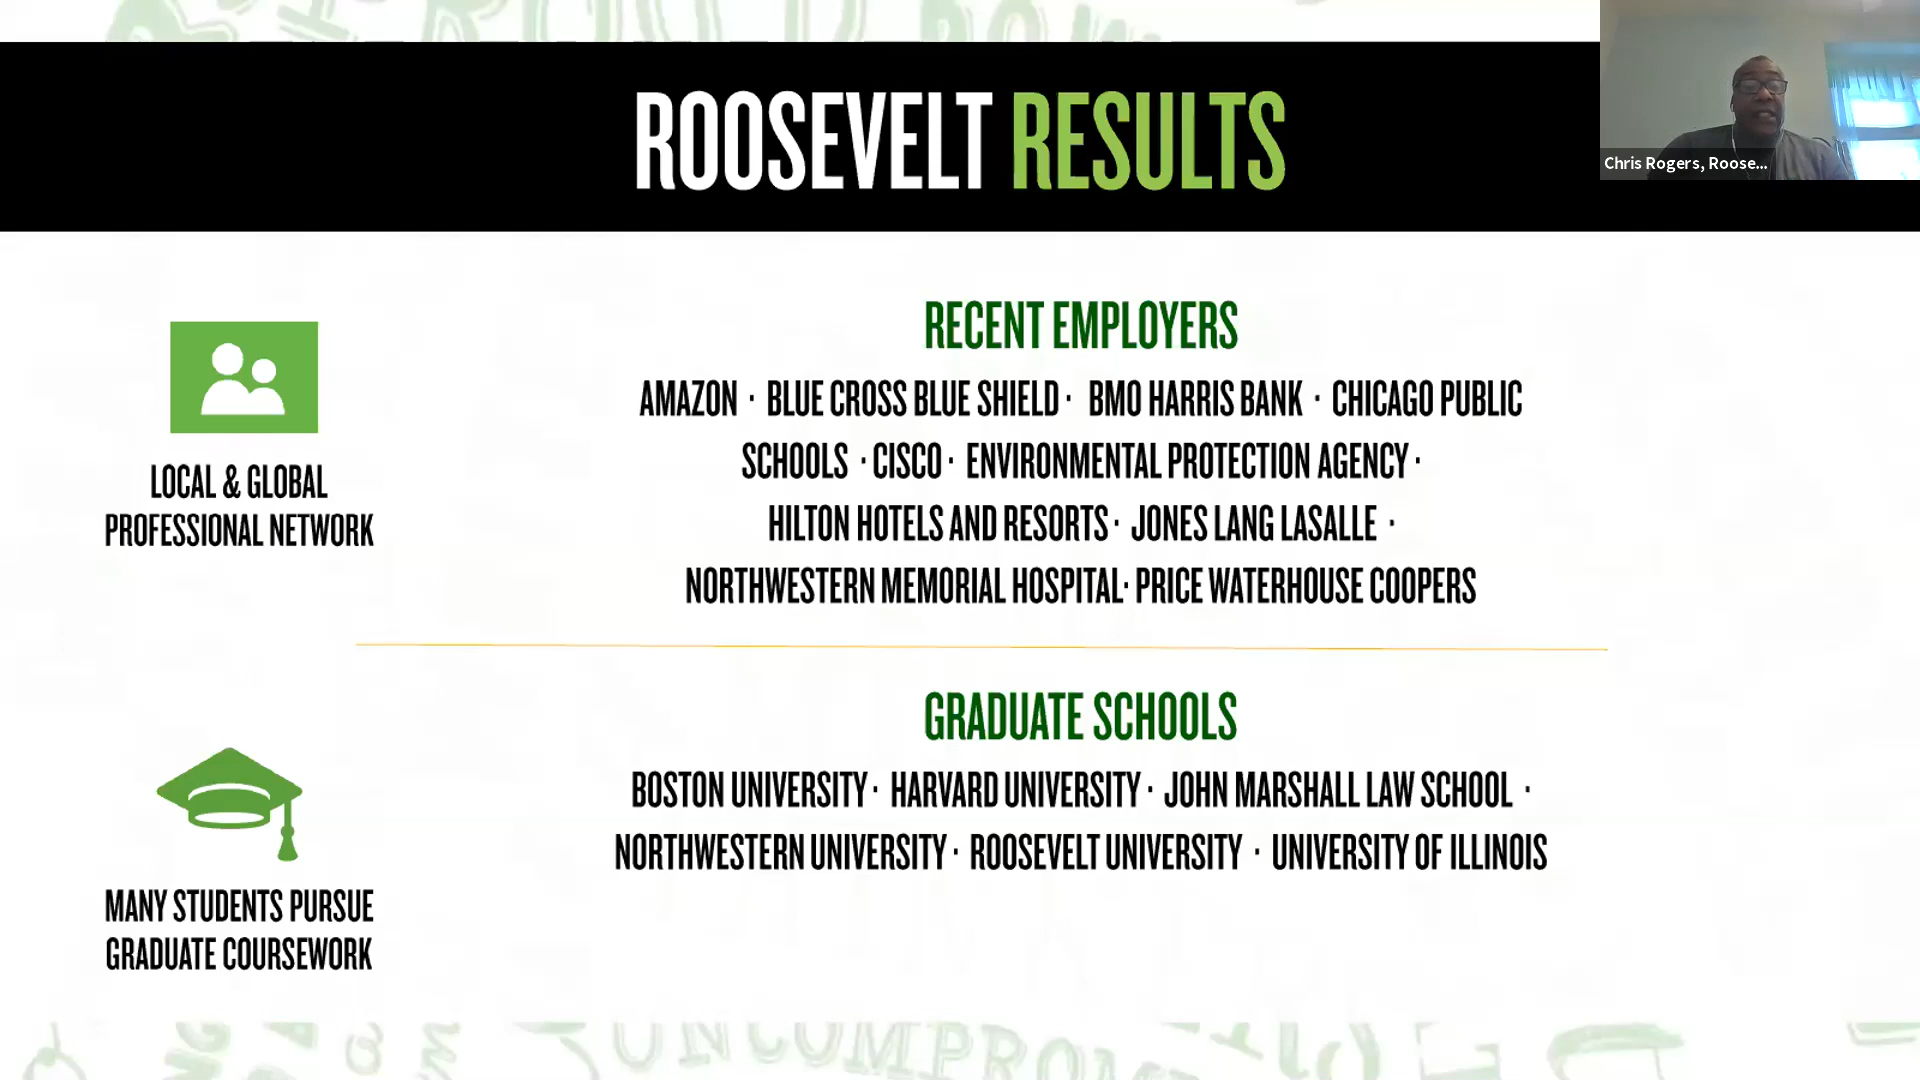 ROOSEVELT RESULTS
Chris Rogers, Roose...
RECENT EMPLOYERS
AMAZON · BLUE CROSS BLUE SHIELD · BMO HARRIS BANK · CHICAGO PUBLIC
SCHOOLS · CISCO · ENVIRONMENTAL PROTECTION AGENCY ·
HILTON HOTELS AND RESORTS · JONES LANG LASALLE ·
NORTHWESTERN MEMORIAL HOSPITAL · PRICE WATERHOUSE COOPERS
LOCAL & GLOBAL
PROFESSIONAL NETWORK
GRADUATE SCHOOLS
BOSTON UNIVERSITY · HARVARD UNIVERSITY · JOHN MARSHALL LAW SCHOOL ·
NORTHWESTERN UNIVERSITY · ROOSEVELT UNIVERSITY · UNIVERSITY OF ILLINOIS
MANY STUDENTS PURSUE
GRADUATE COURSEWORK